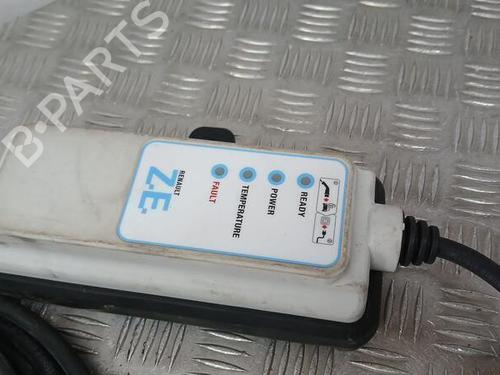 B-PARTS
READY
POWER
TEMPERATURE
FAULT
RENAULT
Z.E.